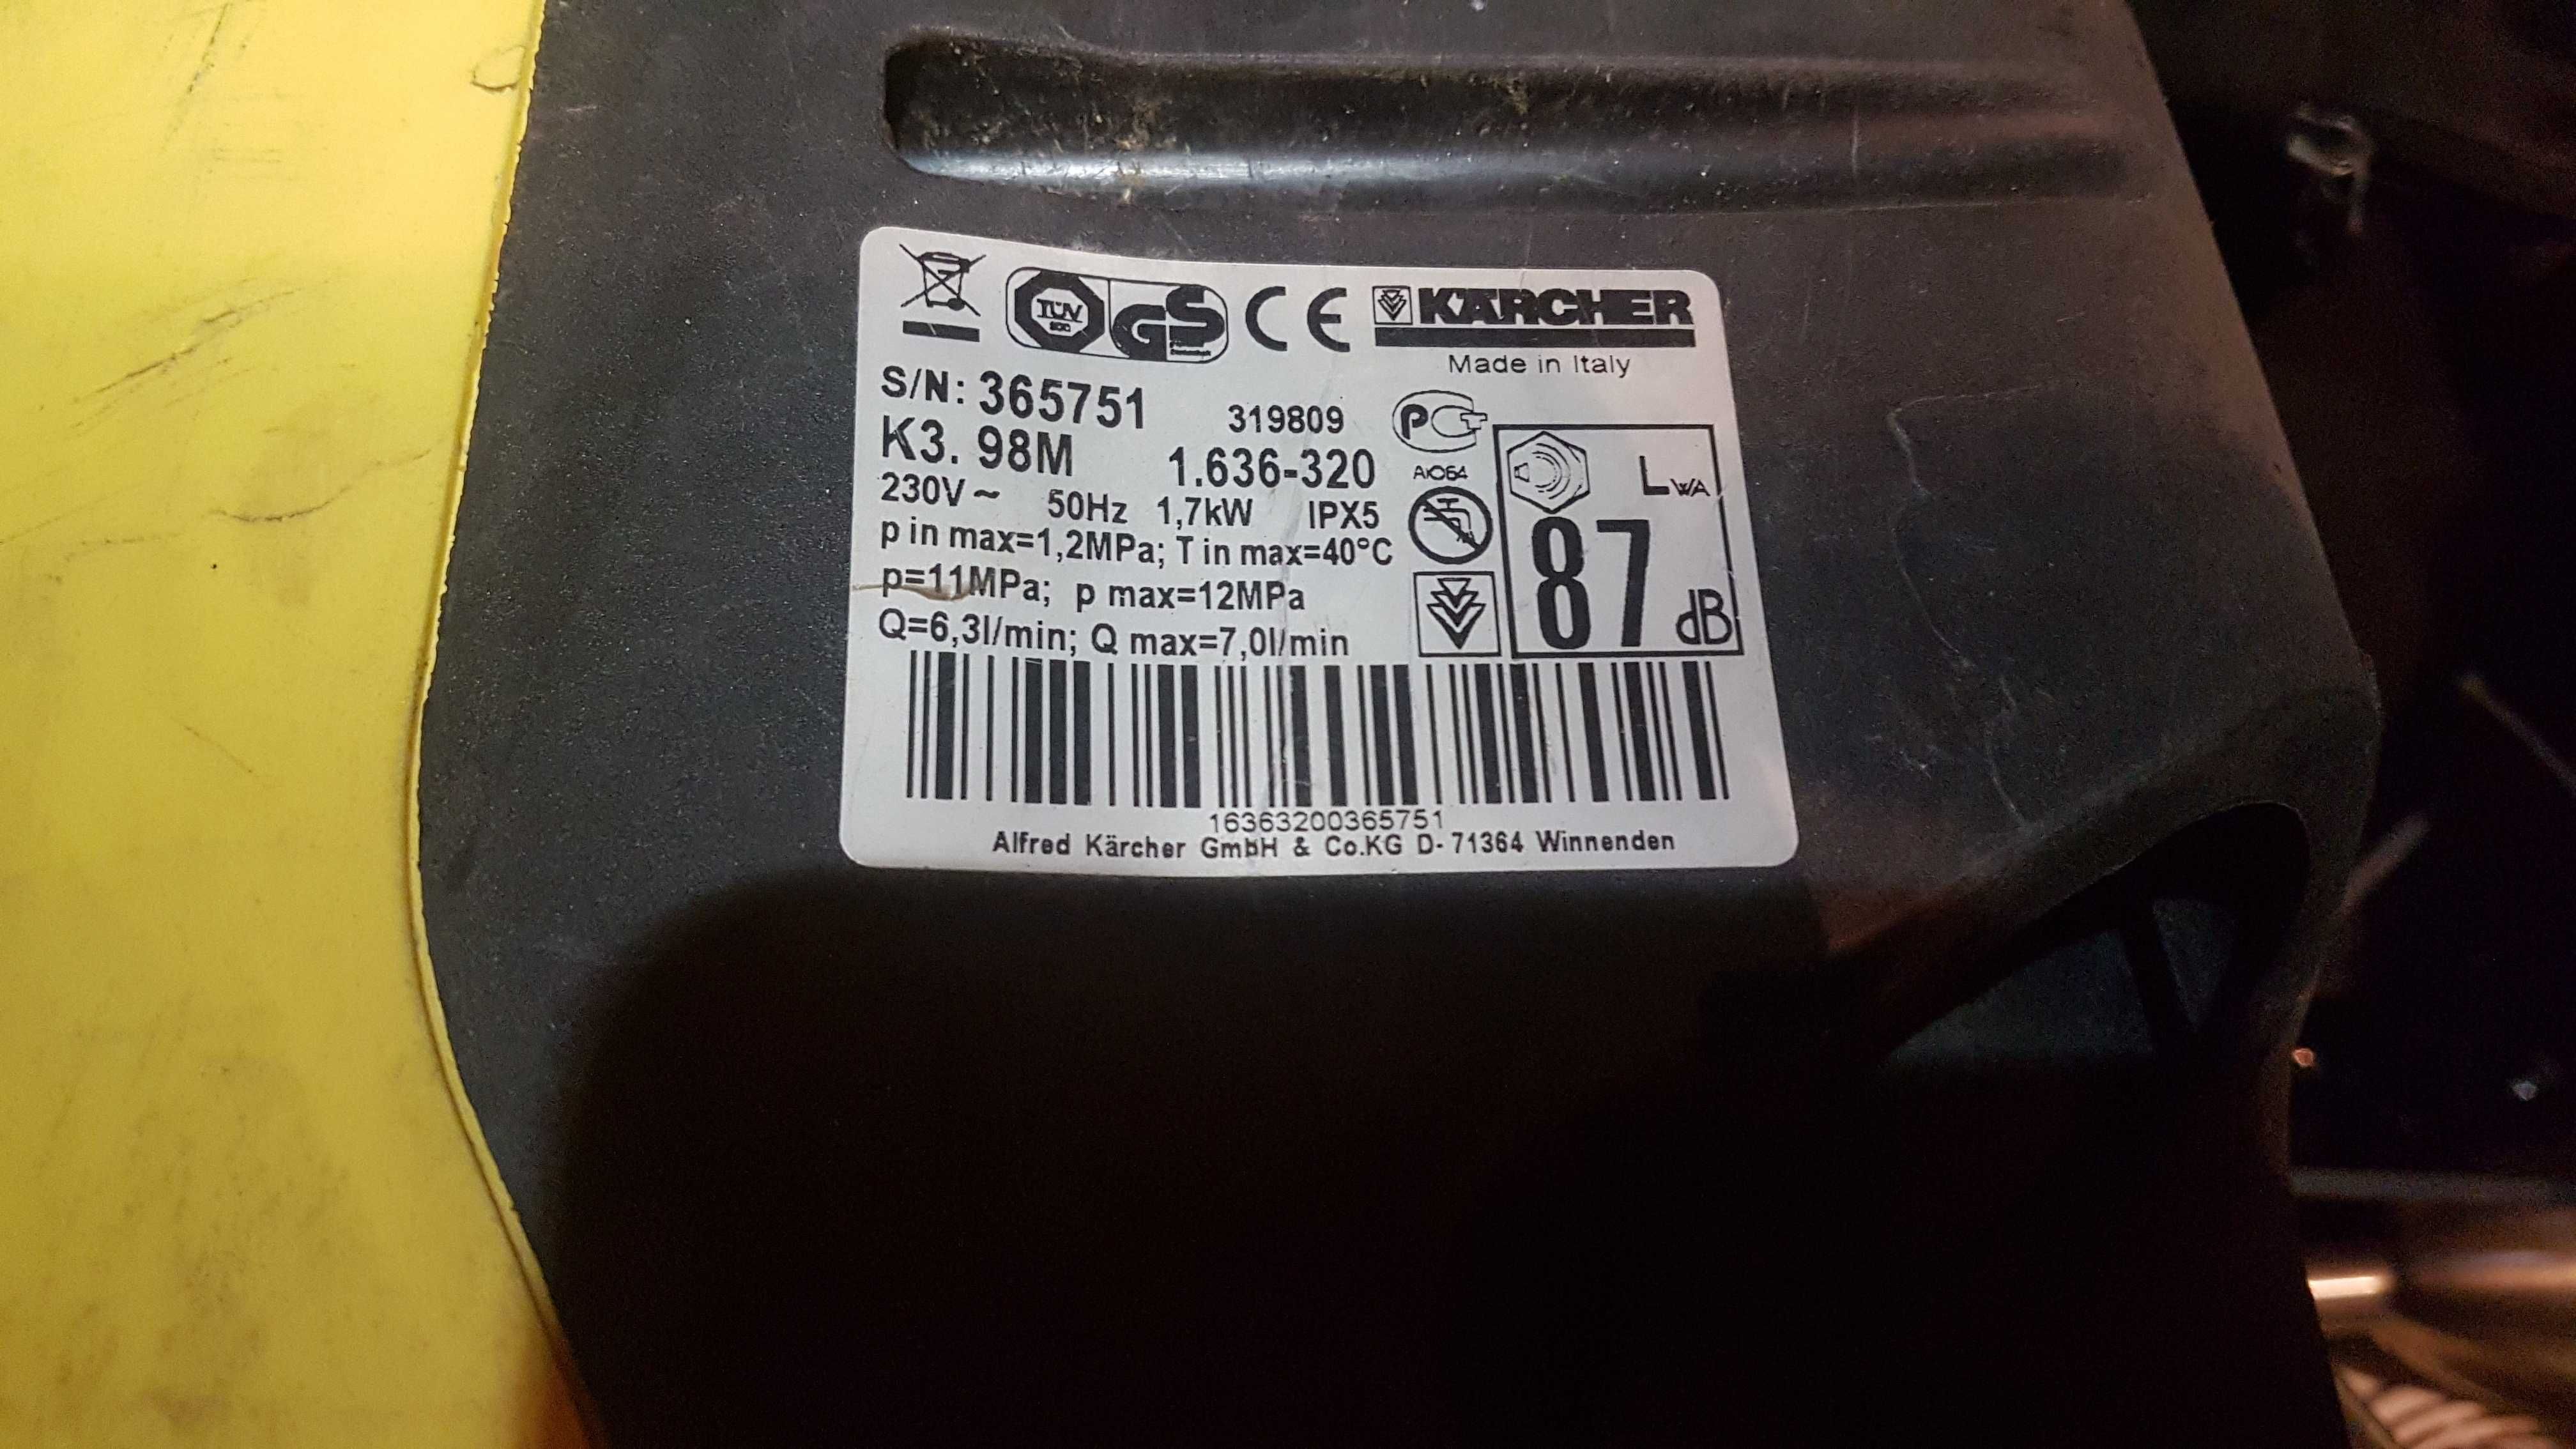 TÜV GS CE KÄRCHER
Made in Italy
S/N: 365751 319809 PCT
K3. 98M 1.636-320 АЮ64
230V~ 50Hz 1,7kW IPX5 LWA
p in max=1,2MPa; T in max=40°C
p=11MPa; p max=12MPa 87 dB
Q=6,3l/min; Q max=7,0l/min
16363200365751
Alfred Kärcher GmbH & Co.KG D-71364 Winnenden